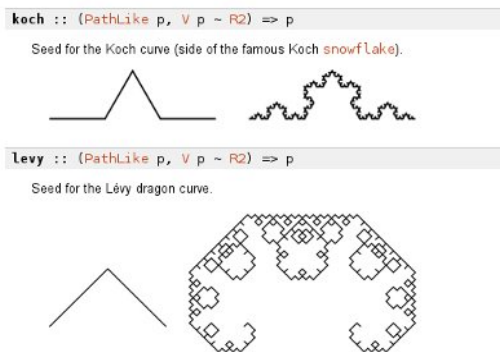 koch :: (PathLike p, V p ~ R2) => p
Seed for the Koch curve (side of the famous Koch snowflake).
levy :: (PathLike p, V p ~ R2) => p
Seed for the Lévy dragon curve.